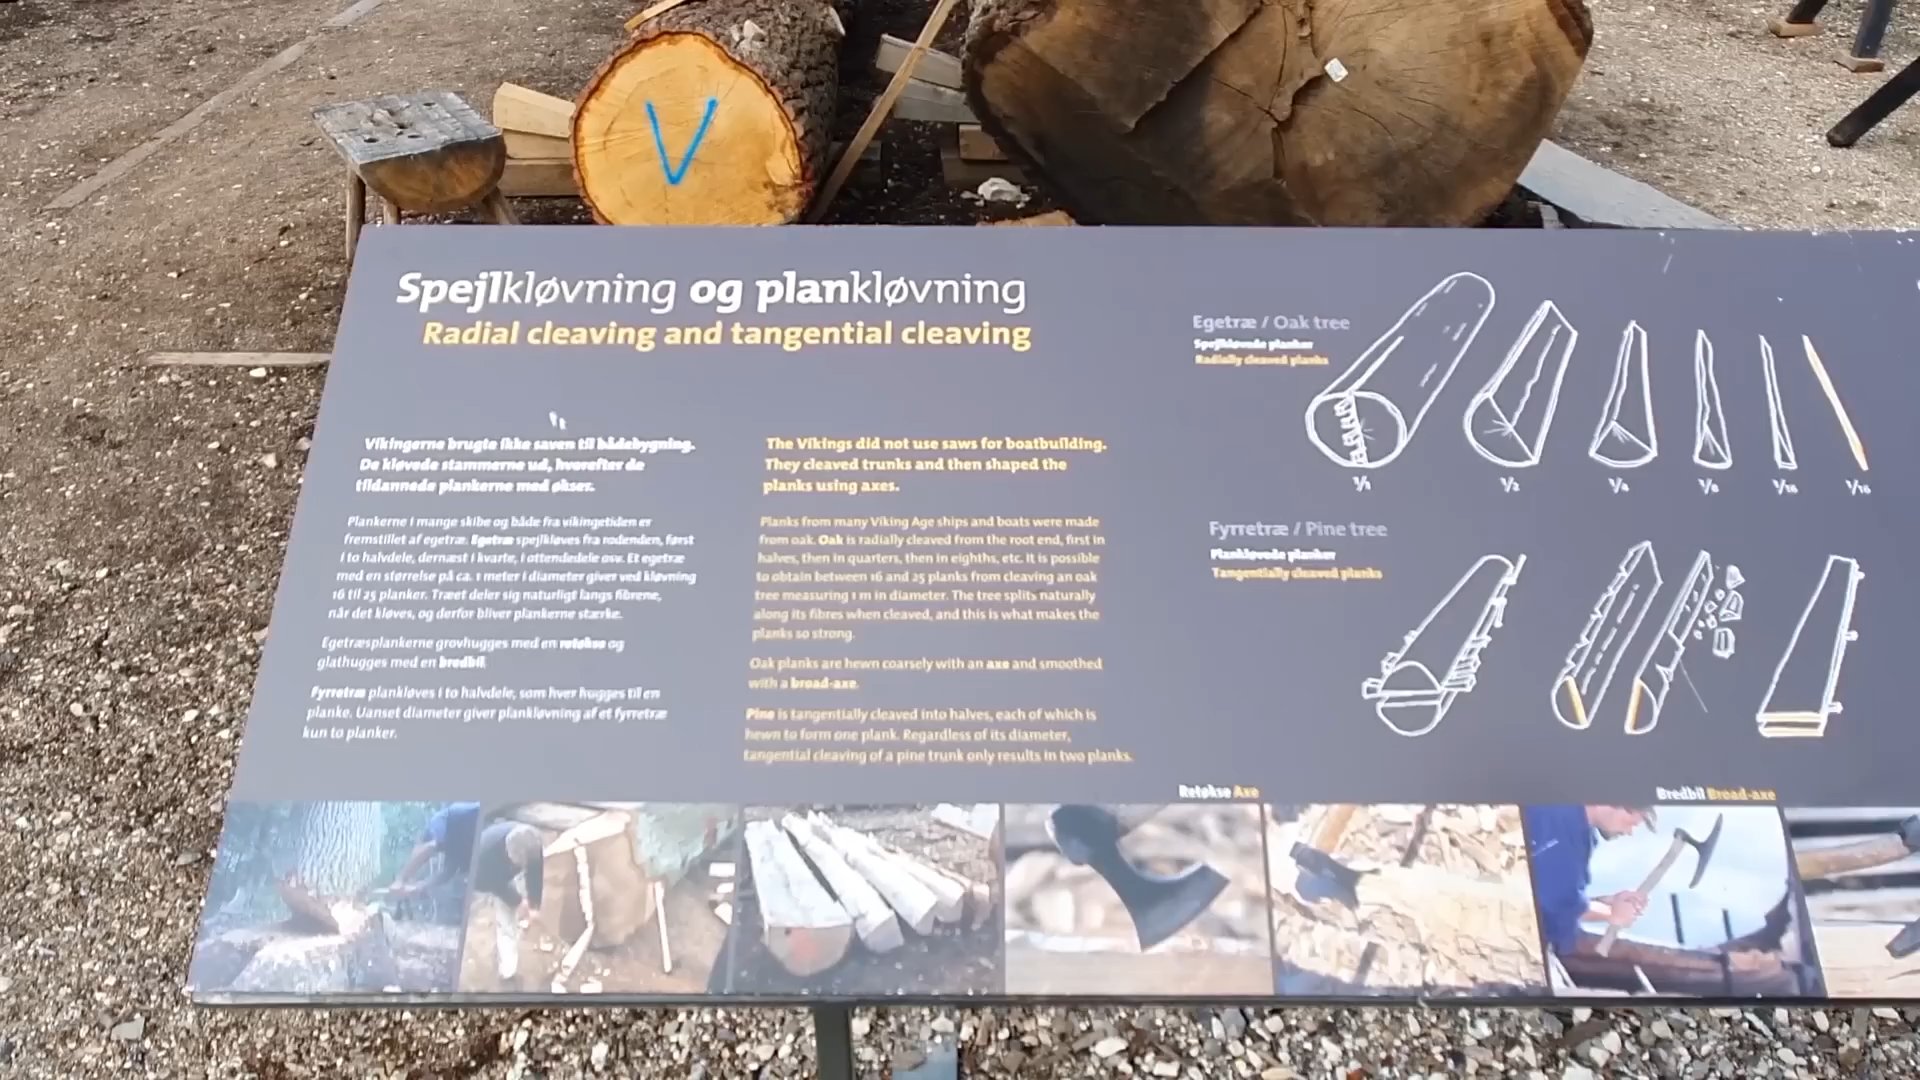 V
Spejlkløvning og plankløvning
Radial cleaving and tangential cleaving
Vikingerne brugte ikke saven til bådebygning.
De kløvede stammerne ud, hvorefter de
tildannede plankerne med økser.
Plankerne i mange skibe og både fra vikingetiden er
fremstillet af egetræ. Egetræ spejlkløves fra rodenden, først
i to halvdele, dernæst i kvarte, i ottendedele osv. Et egetræ
med en størrelse på ca. 1 meter i diameter giver ved kløvning
16 til 25 planker. Træet deler sig naturligt langs fibrene,
når det kløves, og derfor bliver plankerne stærke.
Egetræsplankerne grovhugges med en retøkse og
glathugges med en bredbil.
Fyrretræ plankløves i to halvdele, som hver hugges til en
planke. Uanset diameter giver plankløvning af et fyrretræ
kun to planker.
The Vikings did not use saws for boatbuilding.
They cleaved trunks and then shaped the
planks using axes.
Planks from many Viking Age ships and boats were made
from oak. Oak is radially cleaved from the root end, first in
halves, then in quarters, then in eighths, etc. It is possible
to obtain between 16 and 25 planks from cleaving an oak
tree measuring 1 m in diameter. The tree splits naturally
along its fibres when cleaved, and this is what makes the
planks so strong.
Oak planks are hewn coarsely with an axe and smoothed
with a broad-axe.
Pine is tangentially cleaved into halves, each of which is
hewn to form one plank. Regardless of its diameter,
tangential cleaving of a pine trunk only results in two planks.
Egetræ / Oak tree
Spejlkløvede planker
Radially cleaved planks
1/1 1/2 1/4 1/8 1/16 1/16
Fyrretræ / Pine tree
Plankløvede planker
Tangentially cleaved planks
Retøkse Axe
Bredbil Broad-axe